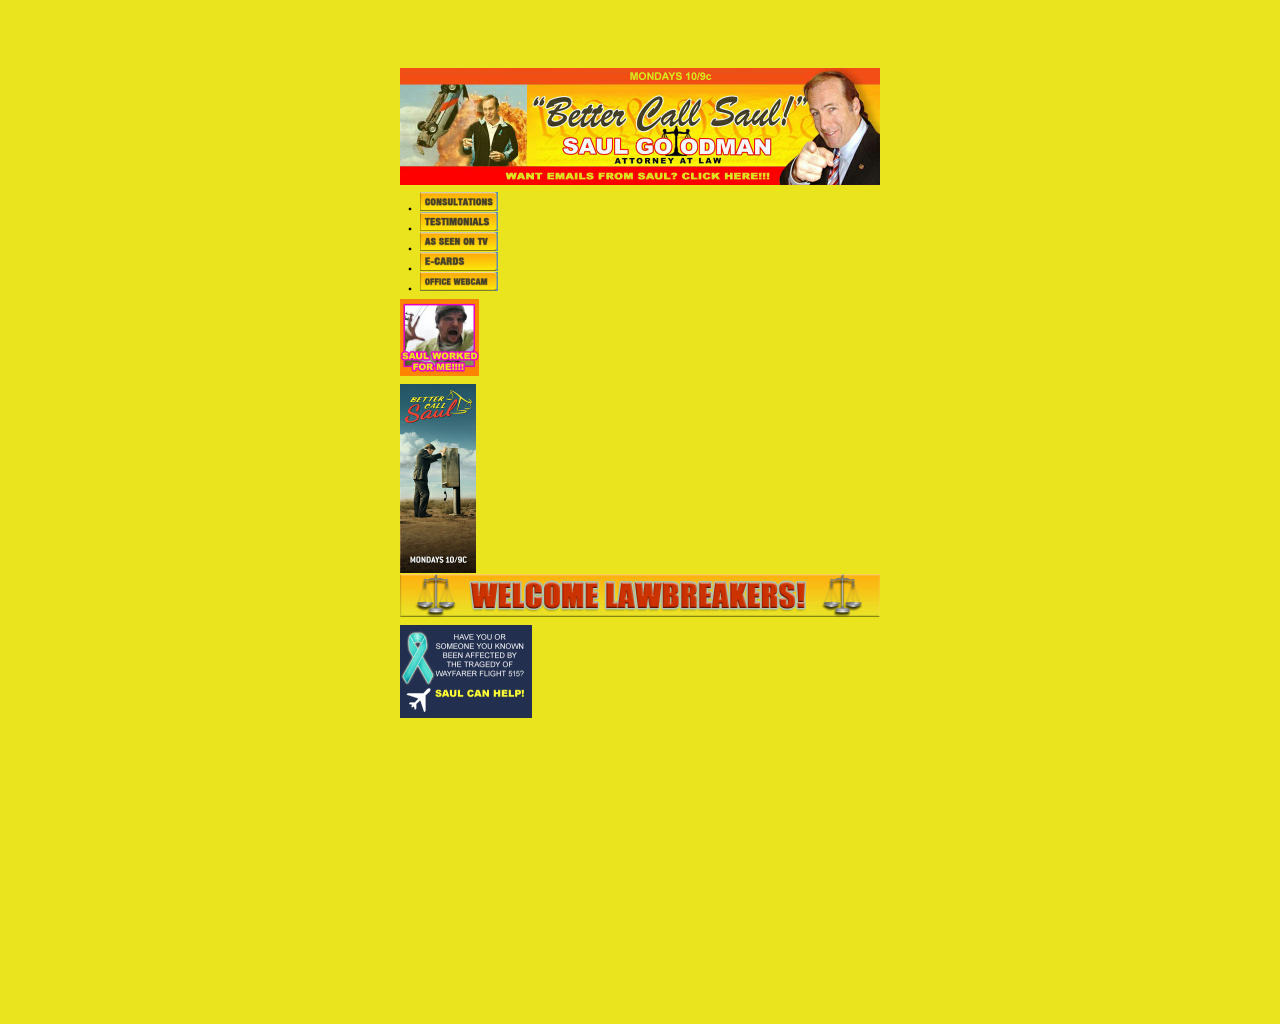 MONDAYS 10/9c
"Better Call Saul!"
SAUL GOODMAN
ATTORNEY AT LAW
WANT EMAILS FROM SAUL? CLICK HERE!!!
CONSULTATIONS
TESTIMONIALS
AS SEEN ON TV
E-CARDS
OFFICE WEBCAM
SAUL WORKED
FOR ME!!!!
BETTER
CALL
Saul
MONDAYS 10/9C
WELCOME LAWBREAKERS!
HAVE YOU OR
SOMEONE YOU KNOWN
BEEN AFFECTED BY
THE TRAGEDY OF
WAYFARER FLIGHT 515?
SAUL CAN HELP!